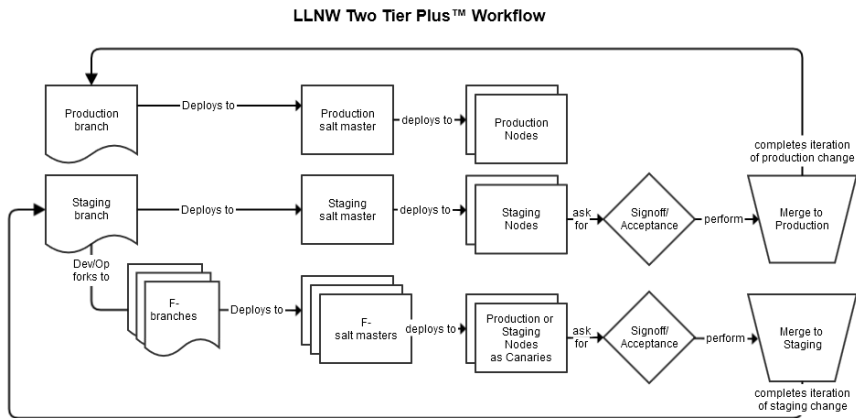 LLNW Two Tier Plus™ Workflow
Production
branch
Deploys to
Production
salt master
deploys to
Production
Nodes
completes iteration
of production change
Staging
branch
Deploys to
Staging
salt master
deploys to
Staging
Nodes
ask
for
Signoff/
Acceptance
perform
Merge to
Production
Dev/Op
forks to
F-
branches
Deploys to
F-
salt masters
deploys to
Production or
Staging
Nodes
as Canaries
ask
for
Signoff/
Acceptance
perform
Merge to
Staging
completes iteration
of staging change